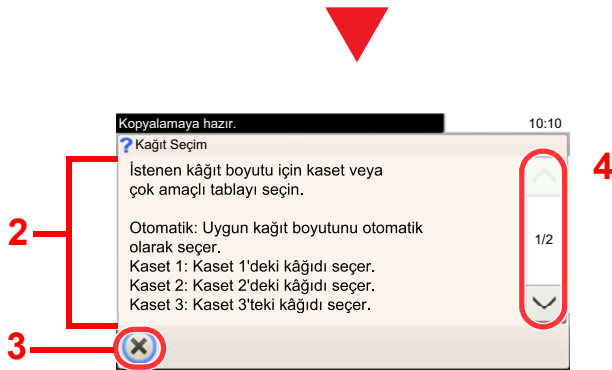 Kopyalamaya hazır. 10:10
? Kağıt Seçim
İstenen kâğıt boyutu için kaset veya
çok amaçlı tablayı seçin.
Otomatik: Uygun kağıt boyutunu otomatik
olarak seçer.
Kaset 1: Kaset 1'deki kâğıdı seçer.
Kaset 2: Kaset 2'deki kâğıdı seçer.
Kaset 3: Kaset 3'teki kâğıdı seçer.
1/2
2
3
4